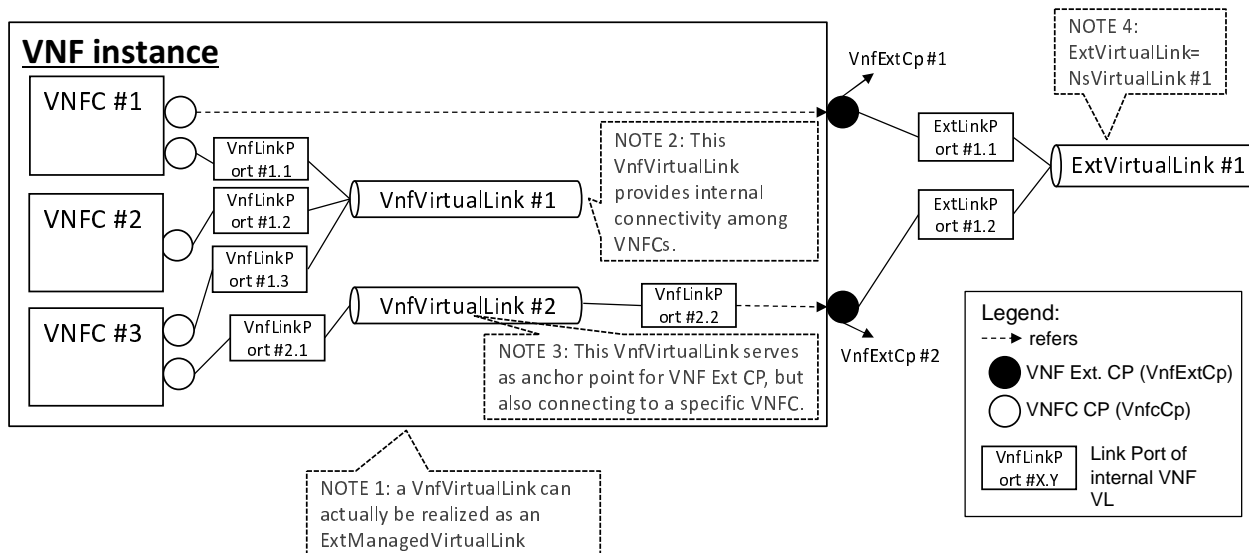 VNF instance
VNFC #1
VnfLinkP
ort #1.1
VNFC #2
VnfLinkP
ort #1.2
VnfLinkP
ort #1.3
VNFC #3
VnfLinkP
ort #2.1
VnfVirtualLink #1
VnfVirtualLink #2
VnfLinkP
ort #2.2
NOTE 2: This
VnfVirtualLink
provides internal
connectivity among
VNFCs.
NOTE 3: This VnfVirtualLink serves
as anchor point for VNF Ext CP, but
also connecting to a specific VNFC.
NOTE 1: a VnfVirtualLink can
actually be realized as an
ExtManagedVirtualLink
VnfExtCp #1
ExtLinkP
ort #1.1
ExtLinkP
ort #1.2
VnfExtCp #2
NOTE 4:
ExtVirtualLink=
NsVirtualLink #1
ExtVirtualLink #1
Legend:
refers
VNF Ext. CP (VnfExtCp)
VNFC CP (VnfcCp)
VnfLinkP
ort #X.Y
Link Port of
internal VNF
VL